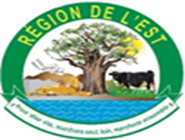 RÉGION DE L'EST
Pour aller vite, marchons seul, loin, marchons ensemble